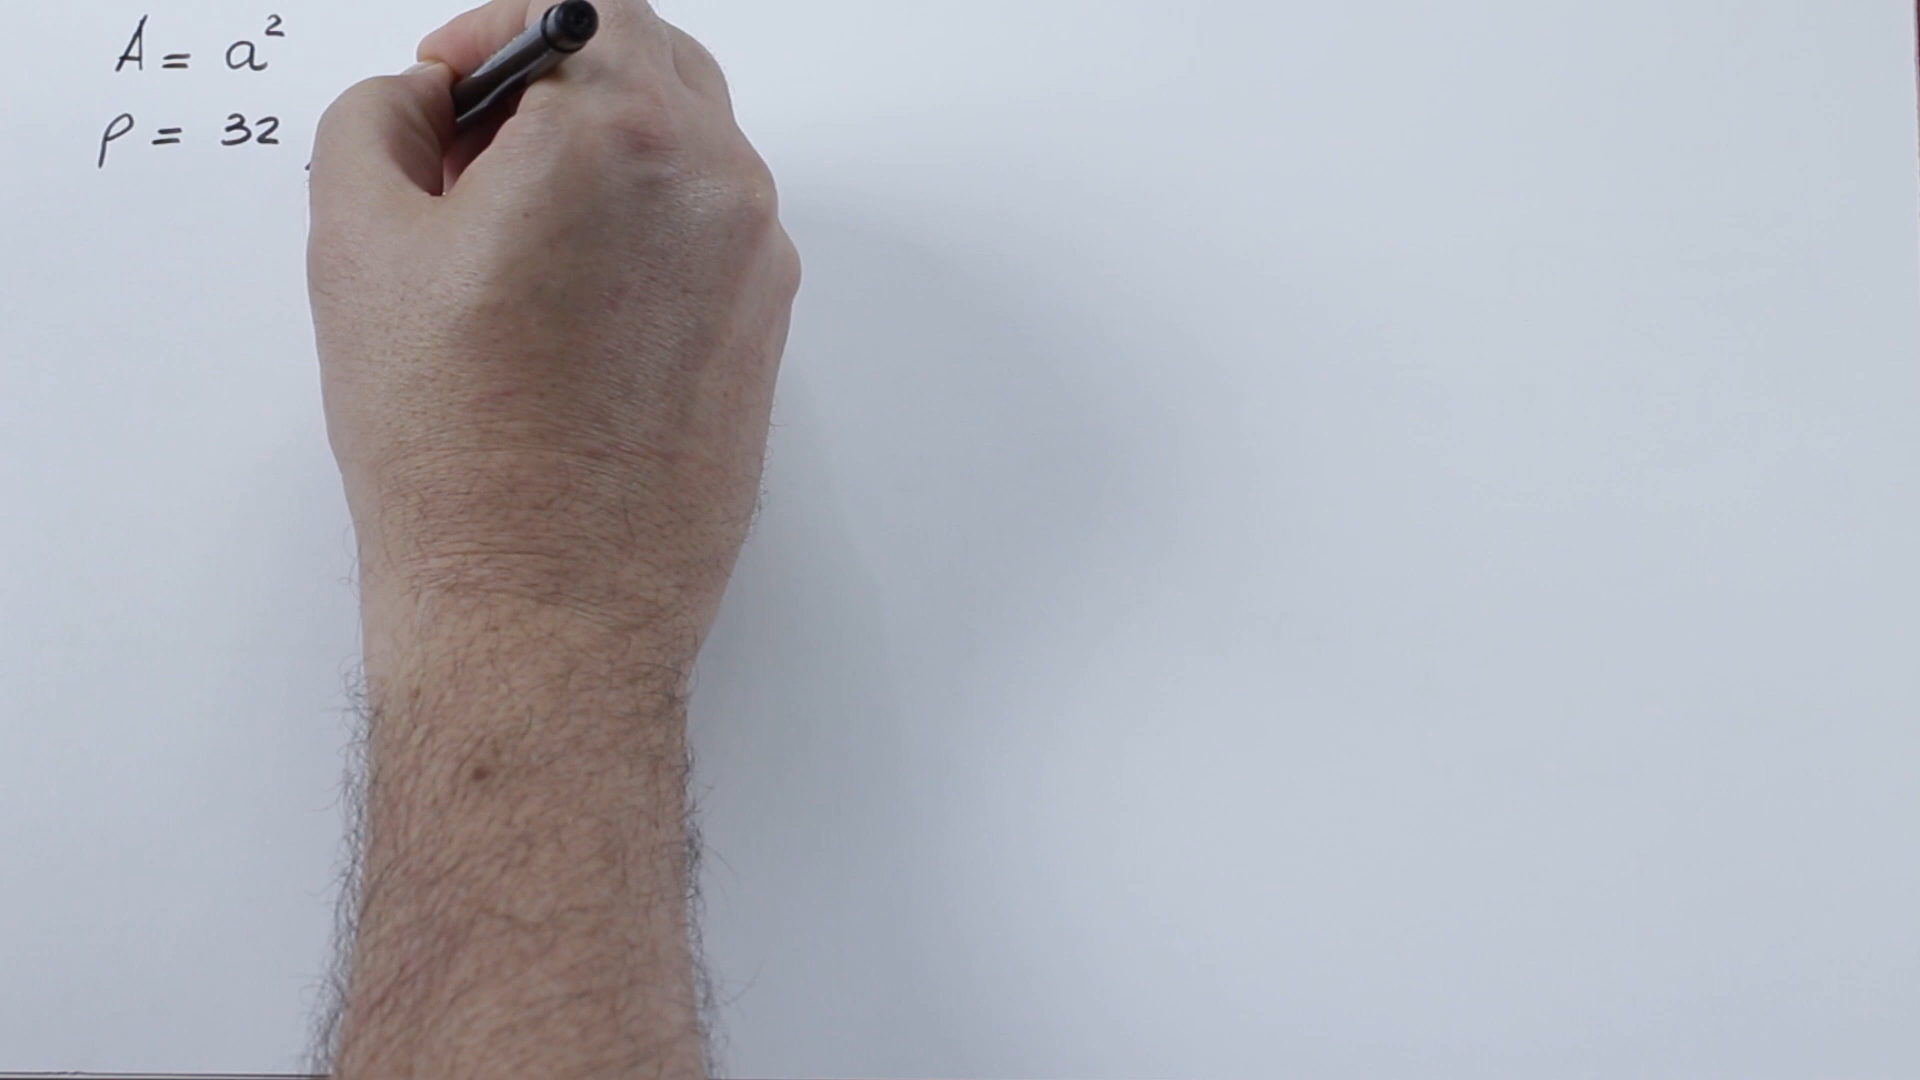 A = a²
P = 32